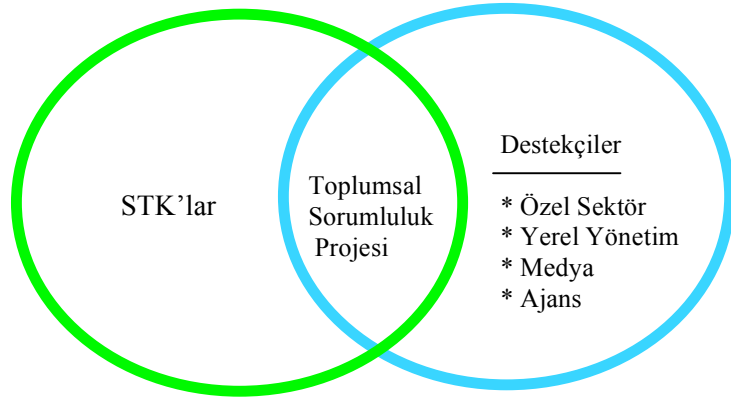 STK’lar
Toplumsal
Sorumluluk
Projesi
Destekçiler
* Özel Sektör
* Yerel Yönetim
* Medya
* Ajans